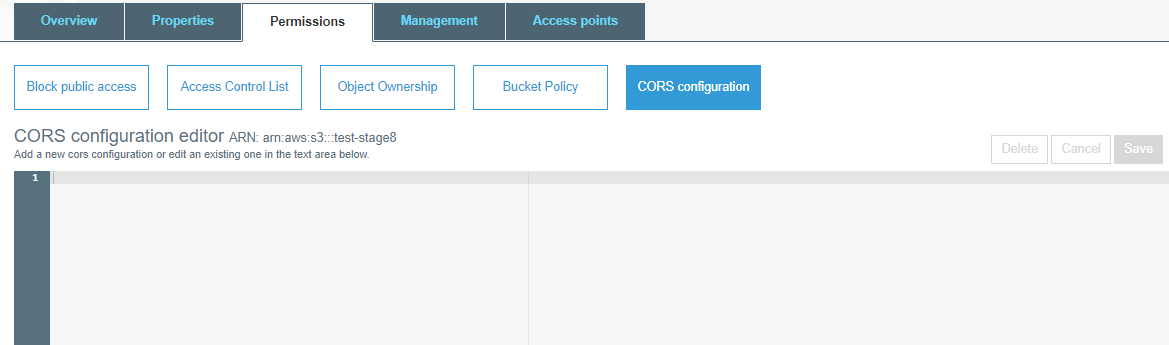 Overview Properties Permissions Management Access points
Block public access Access Control List Object Ownership Bucket Policy CORS configuration
CORS configuration editor ARN: arn:aws:s3:::test-stage8
Add a new cors configuration or edit an existing one in the text area below.
Delete Cancel Save
1